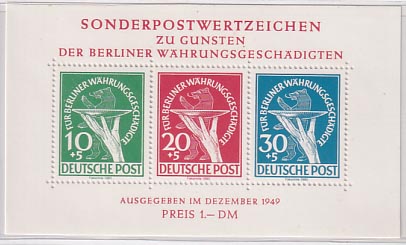 SONDERPOSTWERTZEICHEN
ZU GUNSTEN
DER BERLINER WÄHRUNGSGESCHÄDIGTEN
FÜR BERLINER WÄHRUNGSGESCHÄDIGTE
10
+5
DEUTSCHE POST
FÜR BERLINER WÄHRUNGSGESCHÄDIGTE
20
+5
DEUTSCHE POST
FÜR BERLINER WÄHRUNGSGESCHÄDIGTE
30
+5
DEUTSCHE POST
AUSGEGEBEN IM DEZEMBER 1949
PREIS 1.— DM